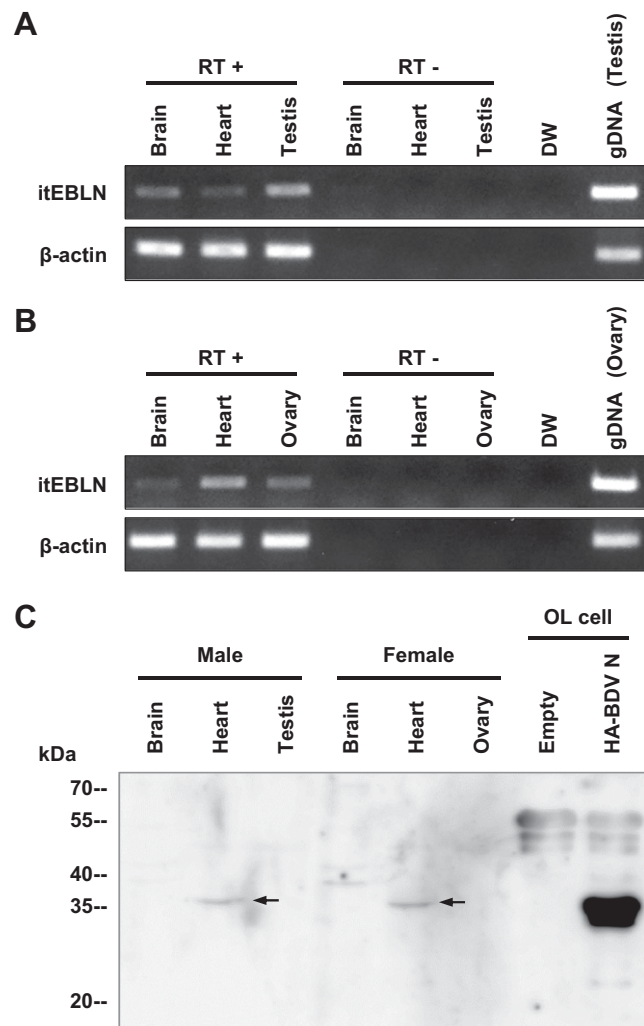 A
RT +
RT -
Brain
Heart
Testis
Brain
Heart
Testis
DW
gDNA (Testis)
itEBLN
β-actin
B
RT +
RT -
Brain
Heart
Ovary
Brain
Heart
Ovary
DW
gDNA (Ovary)
itEBLN
β-actin
C
OL cell
Male
Female
Brain
Heart
Testis
Brain
Heart
Ovary
Empty
HA-BDV N
kDa
70--
55--
40--
35--
20--